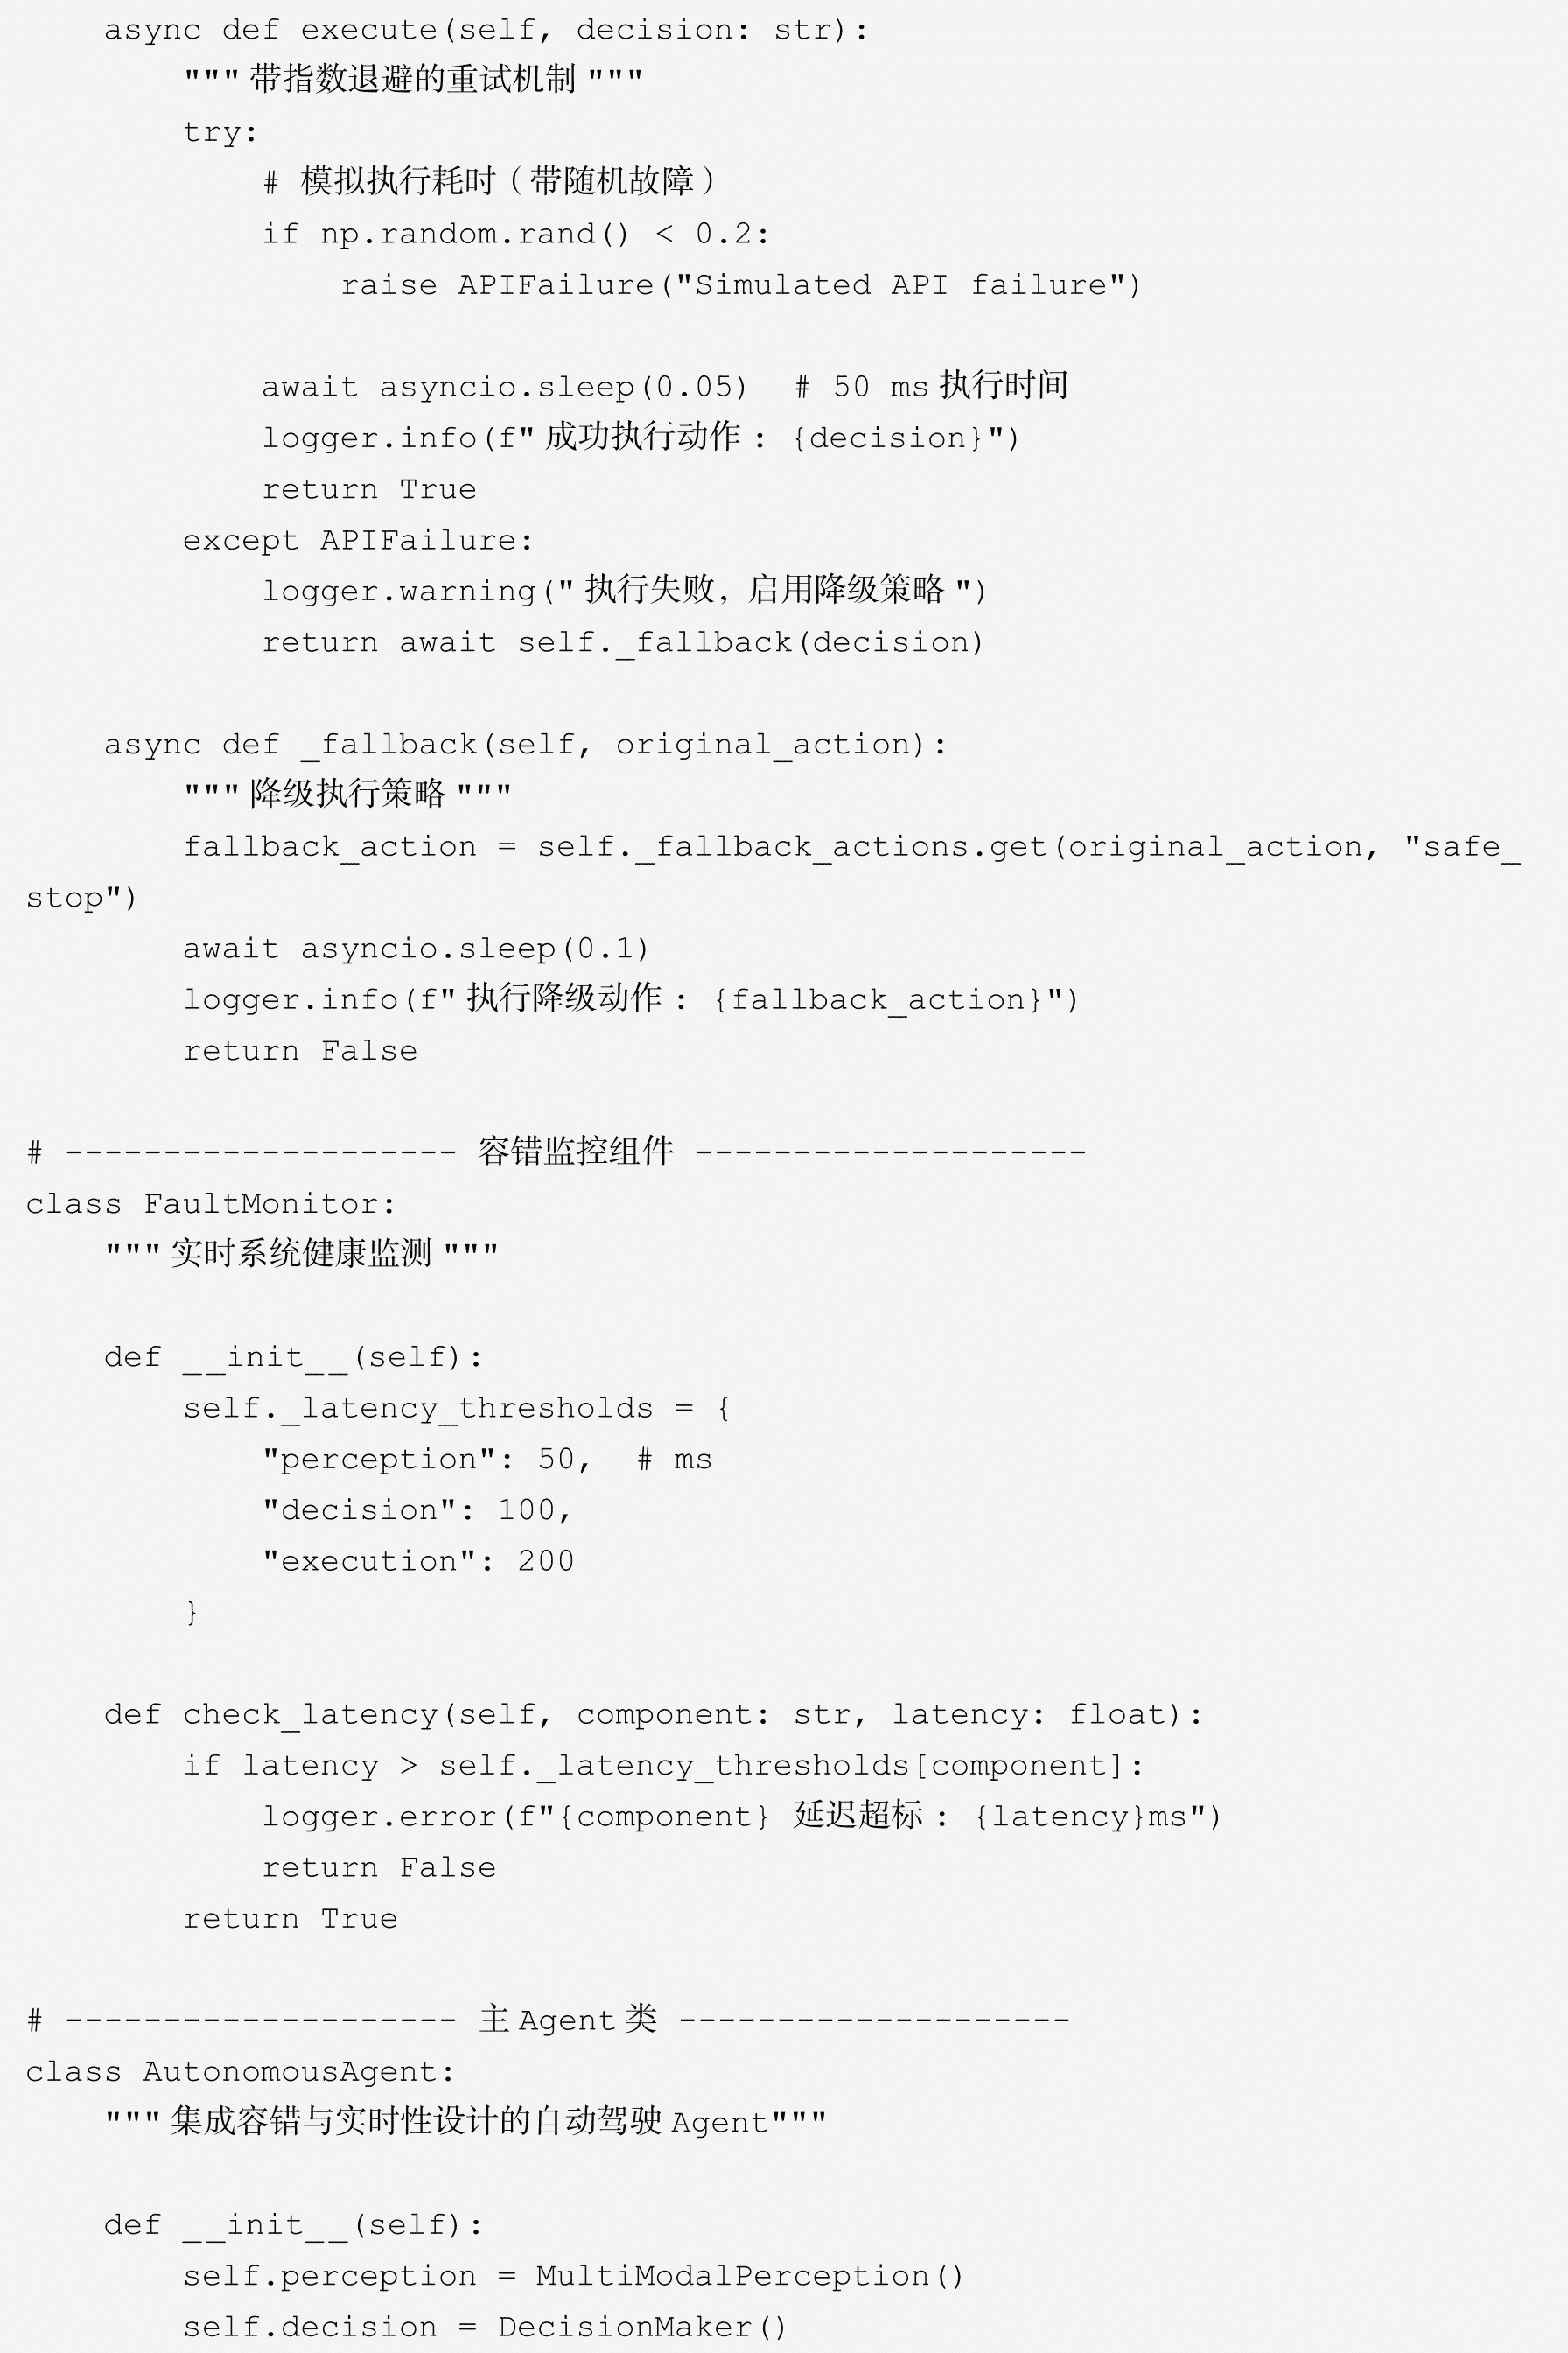 async def execute(self, decision: str):
        """ 带指数退避的重试机制 """
        try:
            # 模拟执行耗时（带随机故障）
            if np.random.rand() < 0.2:
                raise APIFailure("Simulated API failure")

            await asyncio.sleep(0.05)  # 50 ms 执行时间
            logger.info(f" 成功执行动作 : {decision}")
            return True
        except APIFailure:
            logger.warning(" 执行失败, 启用降级策略 ")
            return await self._fallback(decision)

    async def _fallback(self, original_action):
        """ 降级执行策略 """
        fallback_action = self._fallback_actions.get(original_action, "safe_
stop")
        await asyncio.sleep(0.1)
        logger.info(f" 执行降级动作 : {fallback_action}")
        return False

# -------------------- 容错监控组件 --------------------
class FaultMonitor:
    """ 实时系统健康监测 """

    def __init__(self):
        self._latency_thresholds = {
            "perception": 50,  # ms
            "decision": 100,
            "execution": 200
        }

    def check_latency(self, component: str, latency: float):
        if latency > self._latency_thresholds[component]:
            logger.error(f"{component} 延迟超标 : {latency}ms")
            return False
        return True

# -------------------- 主 Agent 类 --------------------
class AutonomousAgent:
    """ 集成容错与实时性设计的自动驾驶 Agent"""

    def __init__(self):
        self.perception = MultiModalPerception()
        self.decision = DecisionMaker()